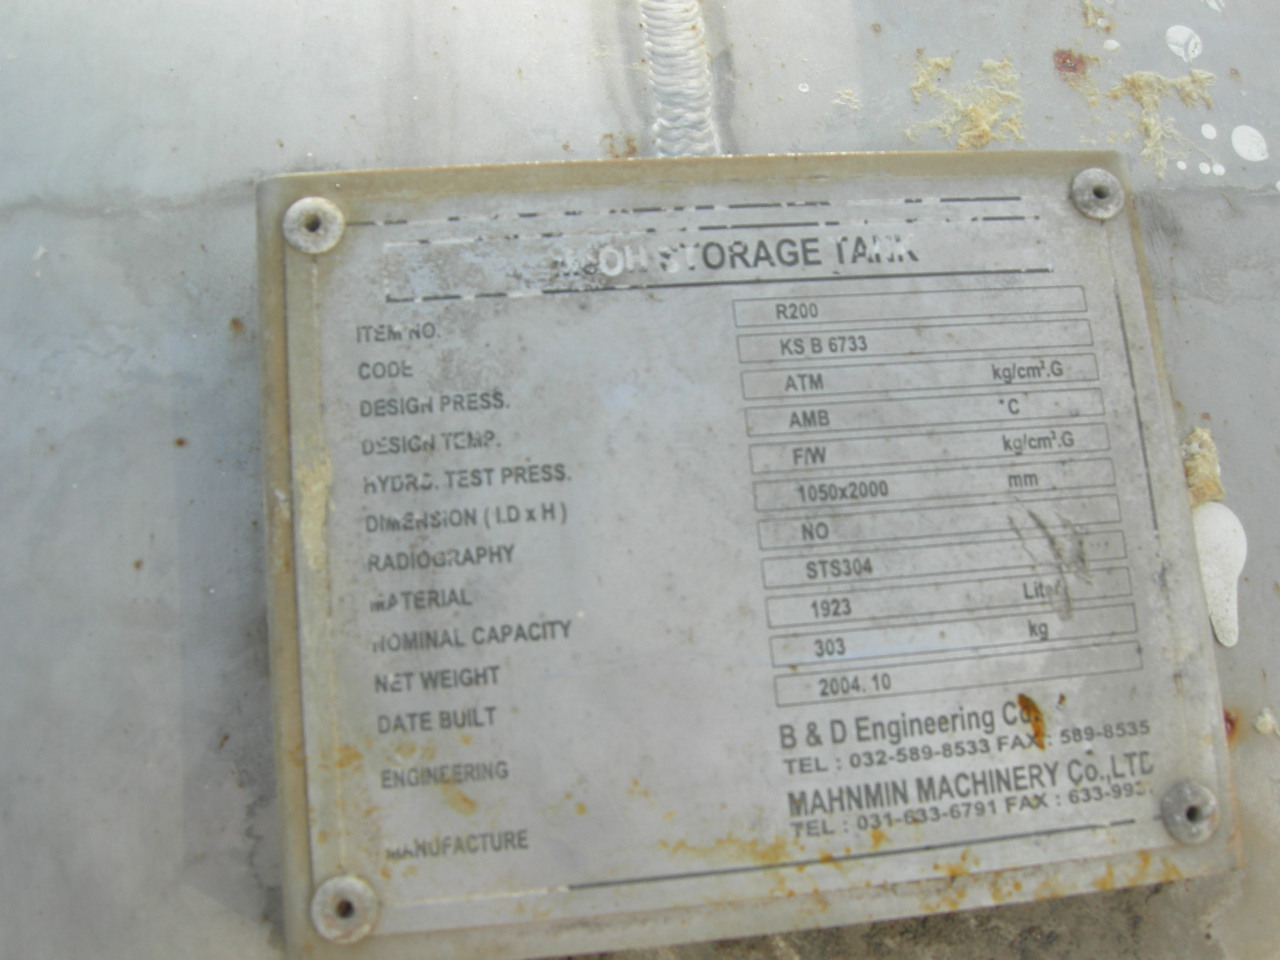 STORAGE TANK
ITEM NO. R200
CODE KS B 6733
DESIGN PRESS. ATM kg/cm².G
DESIGN TEMP. AMB °C
HYDRO. TEST PRESS. F/W kg/cm².G
DIMENSION ( I.D x H ) 1050x2000 mm
RADIOGRAPHY NO
MATERIAL STS304
NOMINAL CAPACITY 1923 Liter
NET WEIGHT 303 kg
DATE BUILT 2004. 10
ENGINEERING B & D Engineering Co.
TEL : 032-589-8533 FAX : 589-8535
MANUFACTURE MAHNMIN MACHINERY Co.,LTD
TEL : 031-633-6791 FAX :